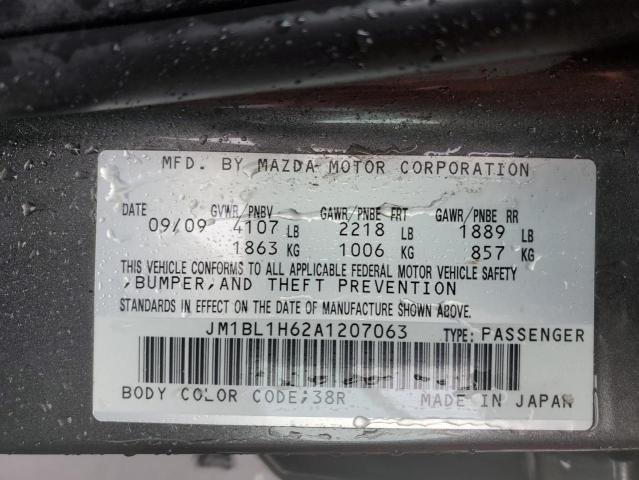 MFD. BY MAZDA MOTOR CORPORATION
DATE GVWR/PNBV GAWR/PNBE FRT GAWR/PNBE RR
09/09 4107 LB 2218 LB 1889 LB
1863 KG 1006 KG 857 KG
THIS VEHICLE CONFORMS TO ALL APPLICABLE FEDERAL MOTOR VEHICLE SAFETY
,BUMPER,AND THEFT PREVENTION
STANDARDS IN EFFECT ON THE DATE OF MANUFACTURE SHOWN ABOVE.
JM1BL1H62A1207063 TYPE: PASSENGER
BODY COLOR CODE;38R MADE IN JAPAN